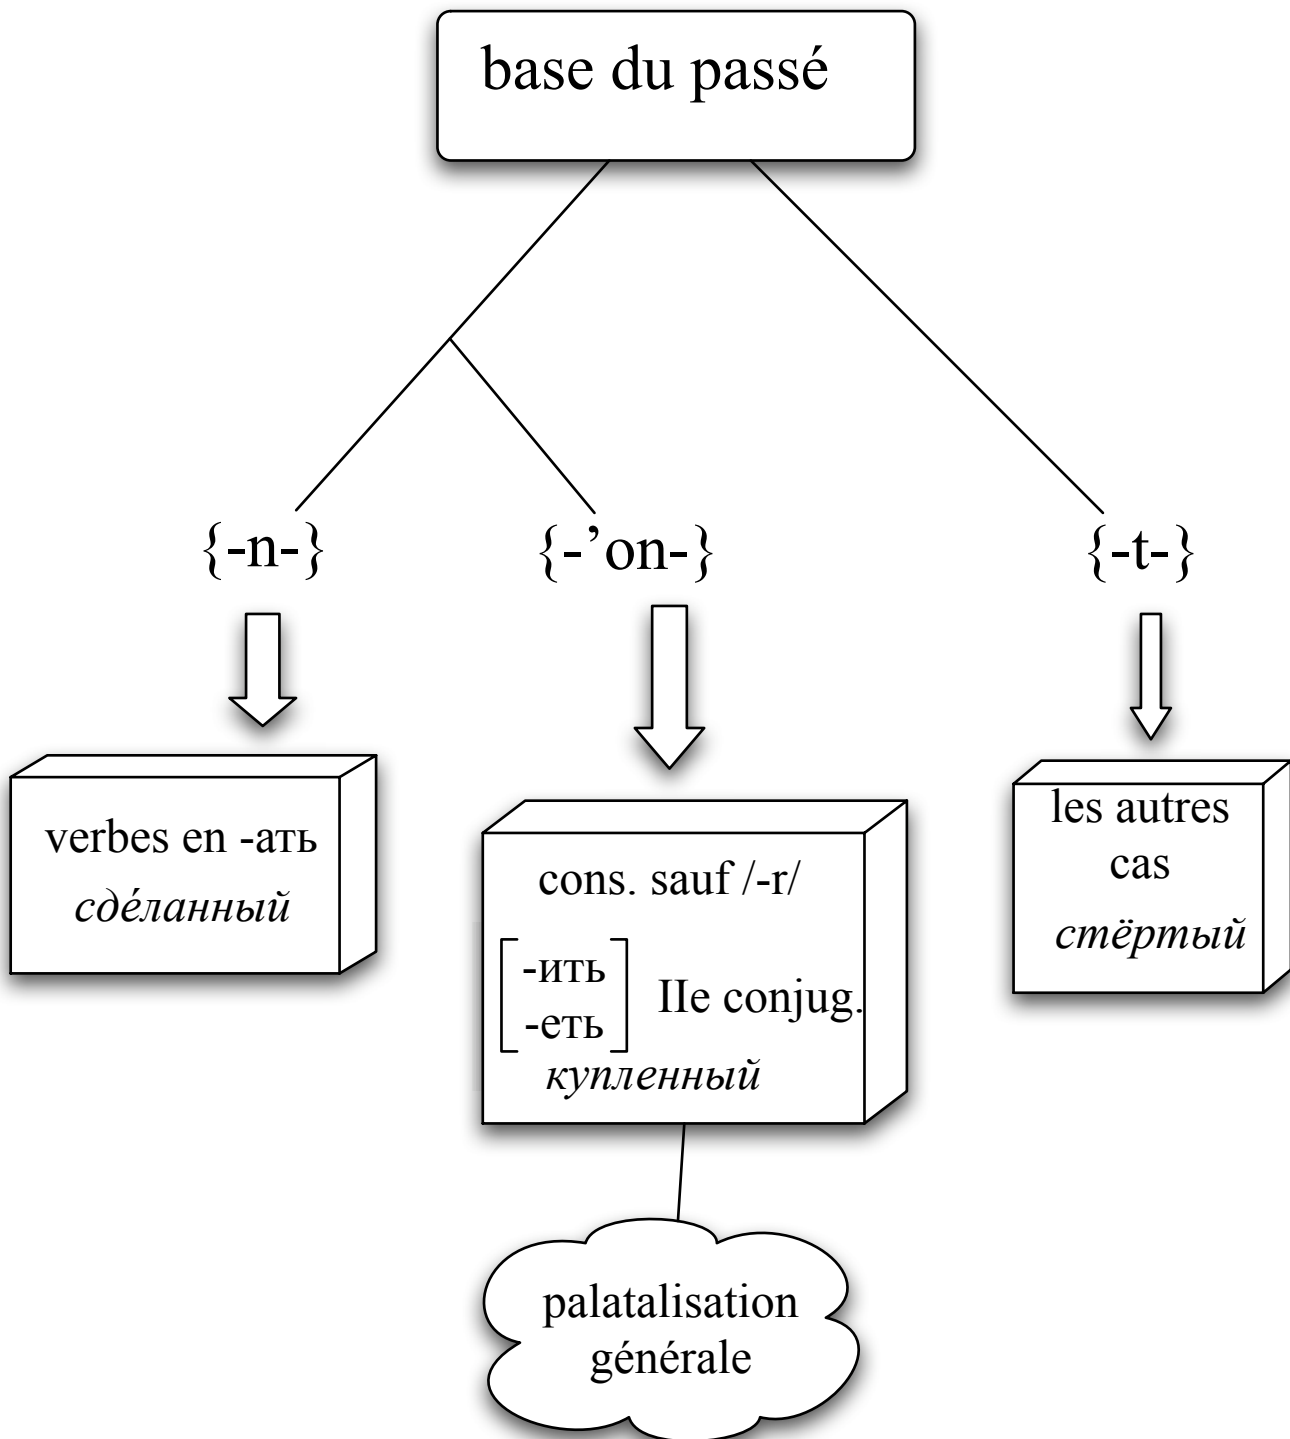 base du passé
{-n-}
{-’on-}
{-t-}
verbes en -ать
сде́ланный
cons. sauf /-r/
-ить
-еть
IIe conjug.
купленный
les autres
cas
стёртый
palatalisation
générale